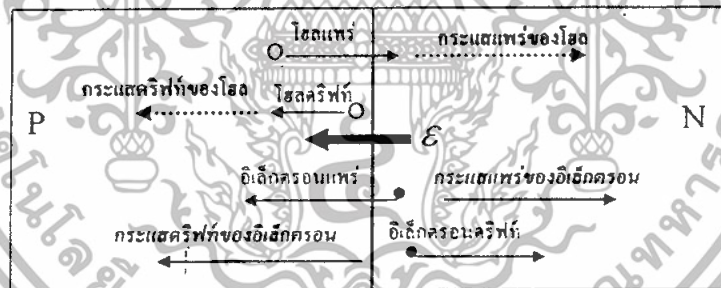 โฮลแพร่
กระแสแพร่ของโฮล
กระแสดริฟท์ของโฮล
โฮลดริฟท์
P
N
ε
อิเล็กตรอนแพร่
กระแสแพร่ของอิเล็กตรอน
กระแสดริฟท์ของอิเล็กตรอน
อิเล็กตรอนดริฟท์